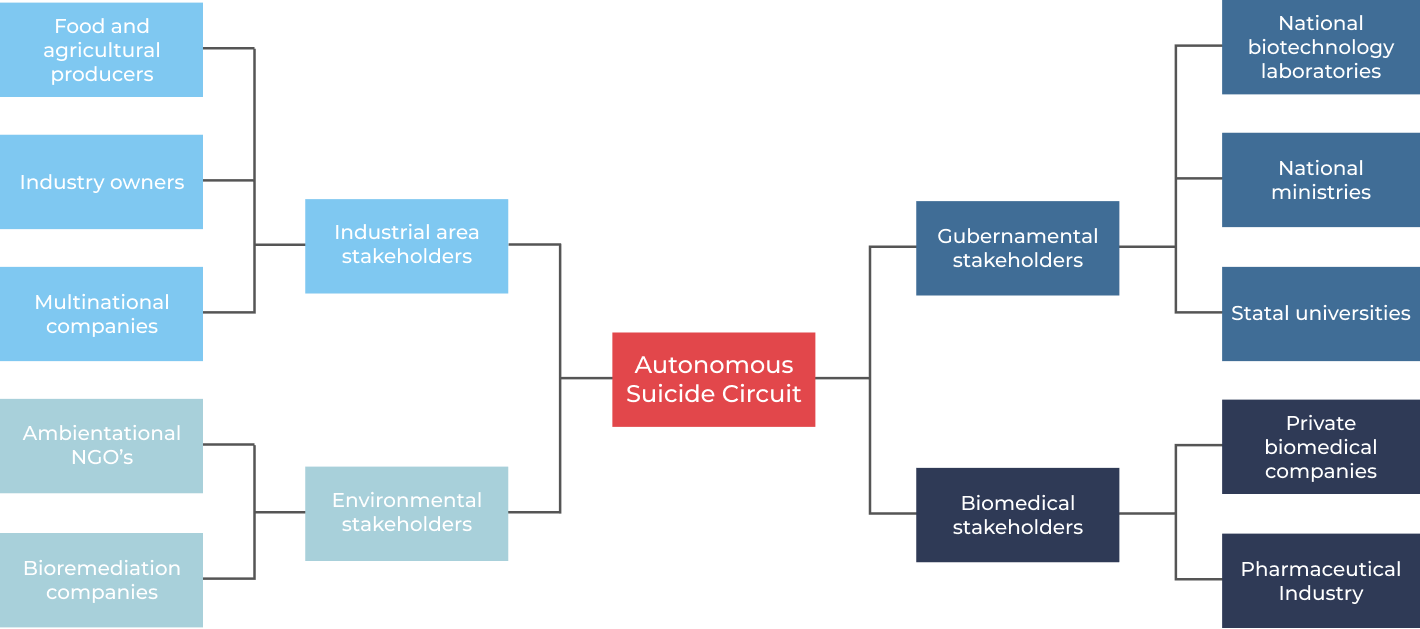 Food and
agricultural
producers
Industry owners
Multinational
companies
Ambientational
NGO's
Bioremediation
companies
Industrial area
stakeholders
Environmental
stakeholders
Autonomous
Suicide Circuit
Gubernamental
stakeholders
Biomedical
stakeholders
National
biotechnology
laboratories
National
ministries
Statal universities
Private
biomedical
companies
Pharmaceutical
Industry